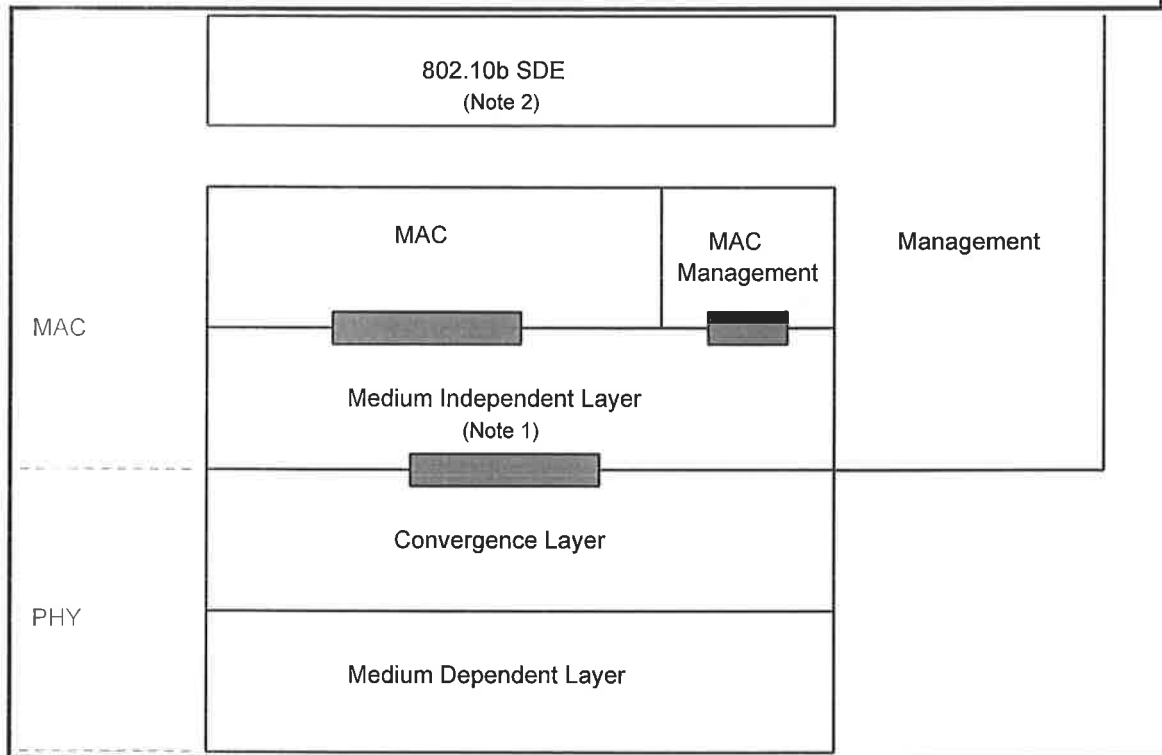 802.10b SDE
(Note 2)
MAC
MAC
Management
Management
MAC
Medium Independent Layer
(Note 1)
Convergence Layer
PHY
Medium Dependent Layer